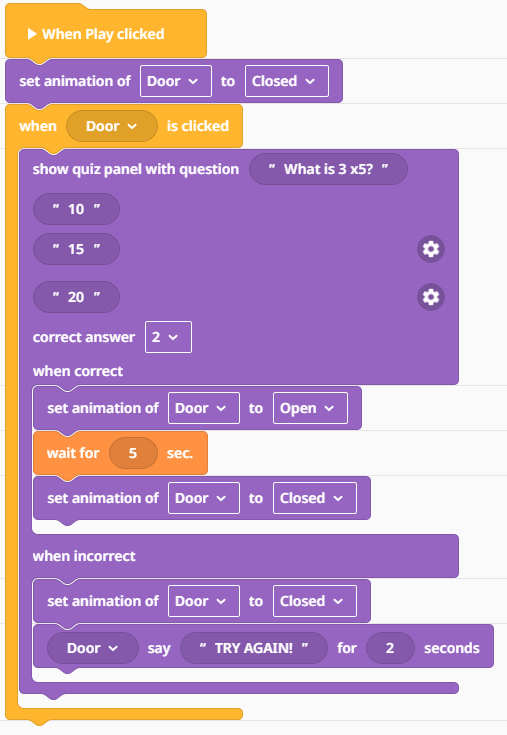 When Play clicked
set animation of Door to Closed
when Door is clicked
show quiz panel with question “ What is 3 x5? ”
“ 10 ”
“ 15 ”
“ 20 ”
correct answer 2
when correct
set animation of Door to Open
wait for 5 sec.
set animation of Door to Closed
when incorrect
set animation of Door to Closed
Door say “ TRY AGAIN! ” for 2 seconds